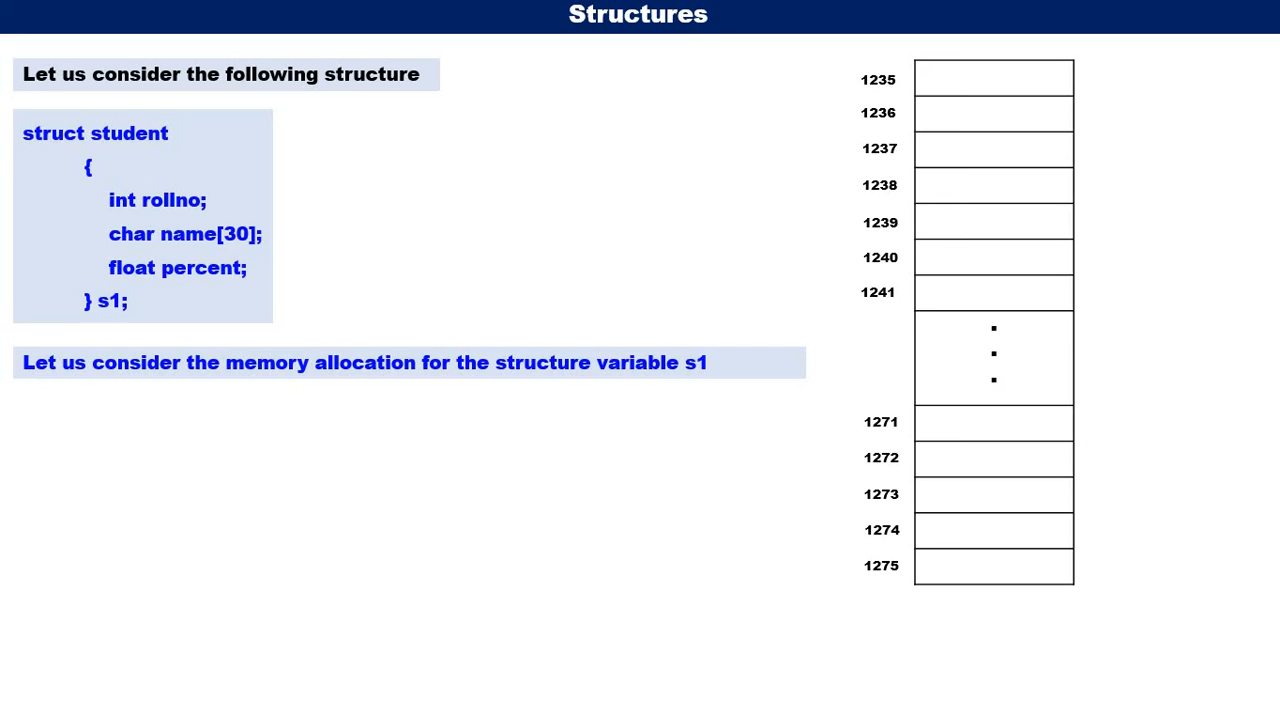 Structures
Let us consider the following structure
struct student
{
int rollno;
char name[30];
float percent;
} s1;
Let us consider the memory allocation for the structure variable s1
1235
1236
1237
1238
1239
1240
1241
1271
1272
1273
1274
1275